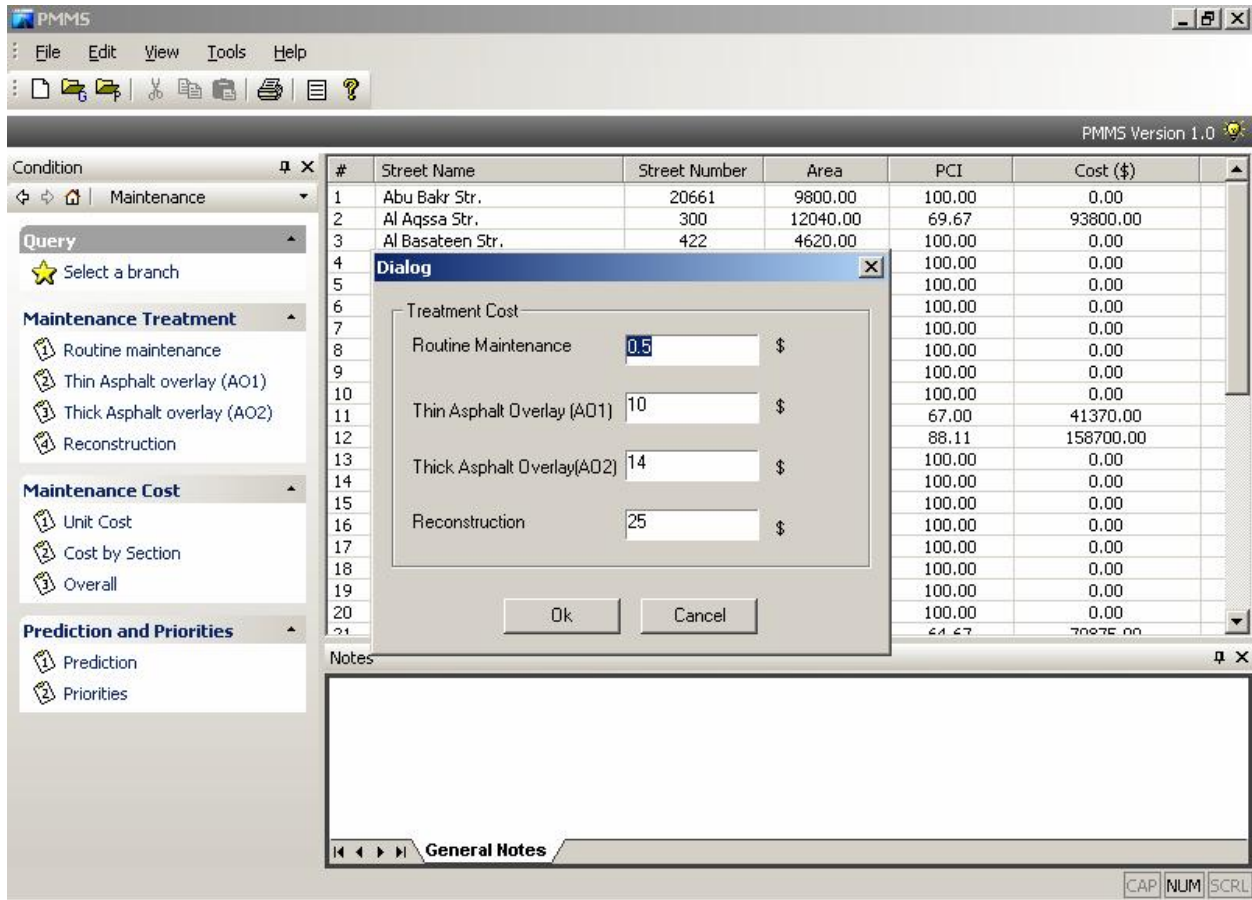 PMMS
File Edit View Tools Help
PMMS Version 1.0
Condition
Maintenance
Query
Select a branch
Maintenance Treatment
Routine maintenance
Thin Asphalt overlay (AO1)
Thick Asphalt overlay (AO2)
Reconstruction
Maintenance Cost
Unit Cost
Cost by Section
Overall
Prediction and Priorities
Prediction
Priorities
# Street Name Street Number Area PCI Cost ($)
1 Abu Bakr Str. 20661 9800.00 100.00 0.00
2 Al Aqssa Str. 300 12040.00 69.67 93800.00
3 Al Basateen Str. 422 4620.00 100.00 0.00
4 100.00 0.00
5 100.00 0.00
6 100.00 0.00
7 100.00 0.00
8 100.00 0.00
9 100.00 0.00
10 100.00 0.00
11 67.00 41370.00
12 88.11 158700.00
13 100.00 0.00
14 100.00 0.00
15 100.00 0.00
16 100.00 0.00
17 100.00 0.00
18 100.00 0.00
19 100.00 0.00
20 100.00 0.00
21 64.67 70875.00
Dialog
Treatment Cost
Routine Maintenance 0.5 $
Thin Asphalt Overlay (AO1) 10 $
Thick Asphalt Overlay(AO2) 14 $
Reconstruction 25 $
Ok Cancel
Notes
General Notes
CAP NUM SCRL